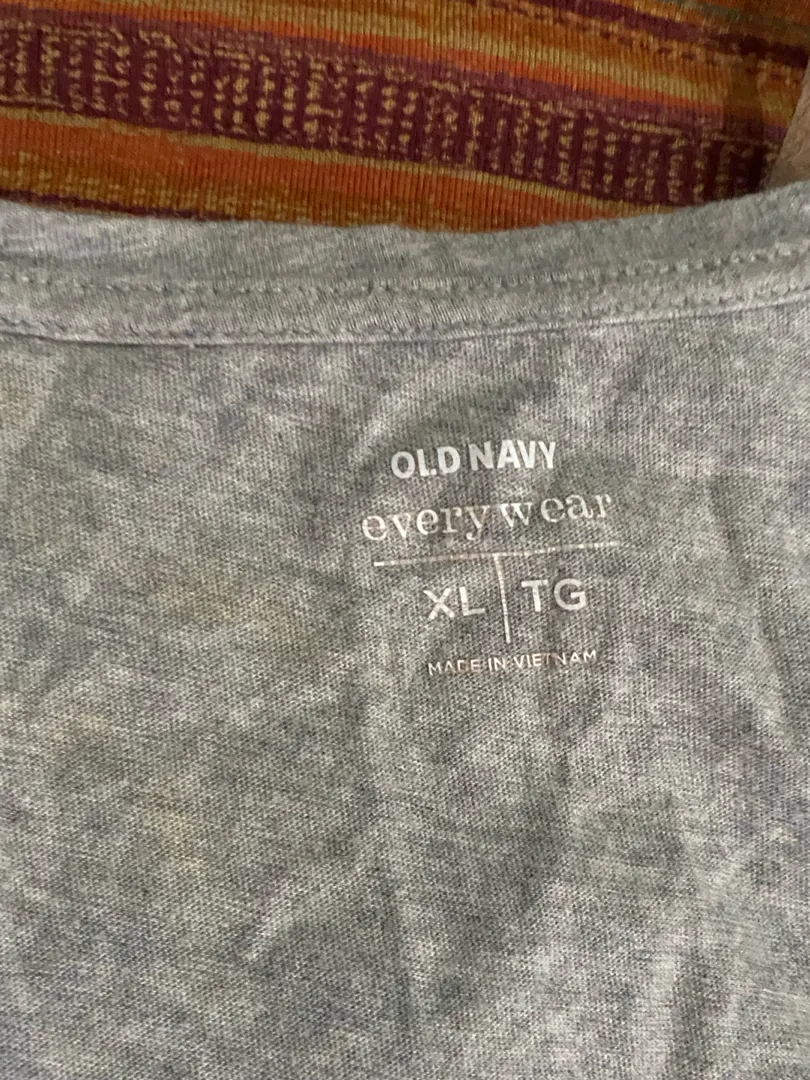 OLD NAVY
everywear
XL | TG
MADE IN VIETNAM